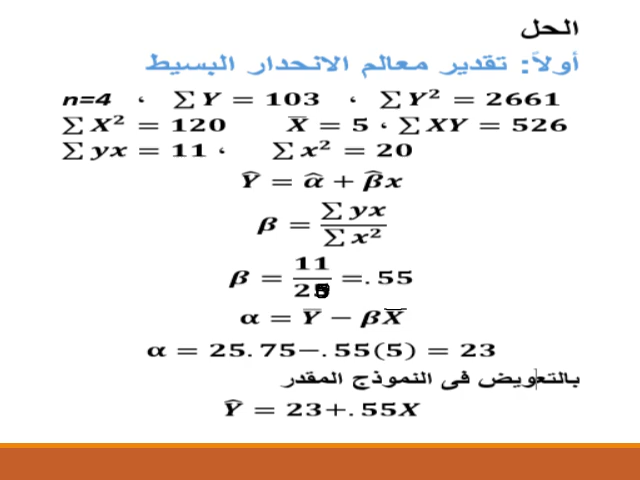 الحل
أولاً: تقدير معالم الانحدار البسيط
n=4 ، ∑Y = 103 ، ∑Y² = 2661
∑X² = 120 X̅ = 5 ، ∑XY = 526
∑yx = 11 ، ∑x² = 20
Ŷ = α̂ + β̂x
β = ∑yx / ∑x²
β = 11 / 2 =.55
α = Y̅ − βX̅
α = 25.75−.55(5) = 23
بالتعويض فى النموذج المقدر
Ŷ = 23+.55X